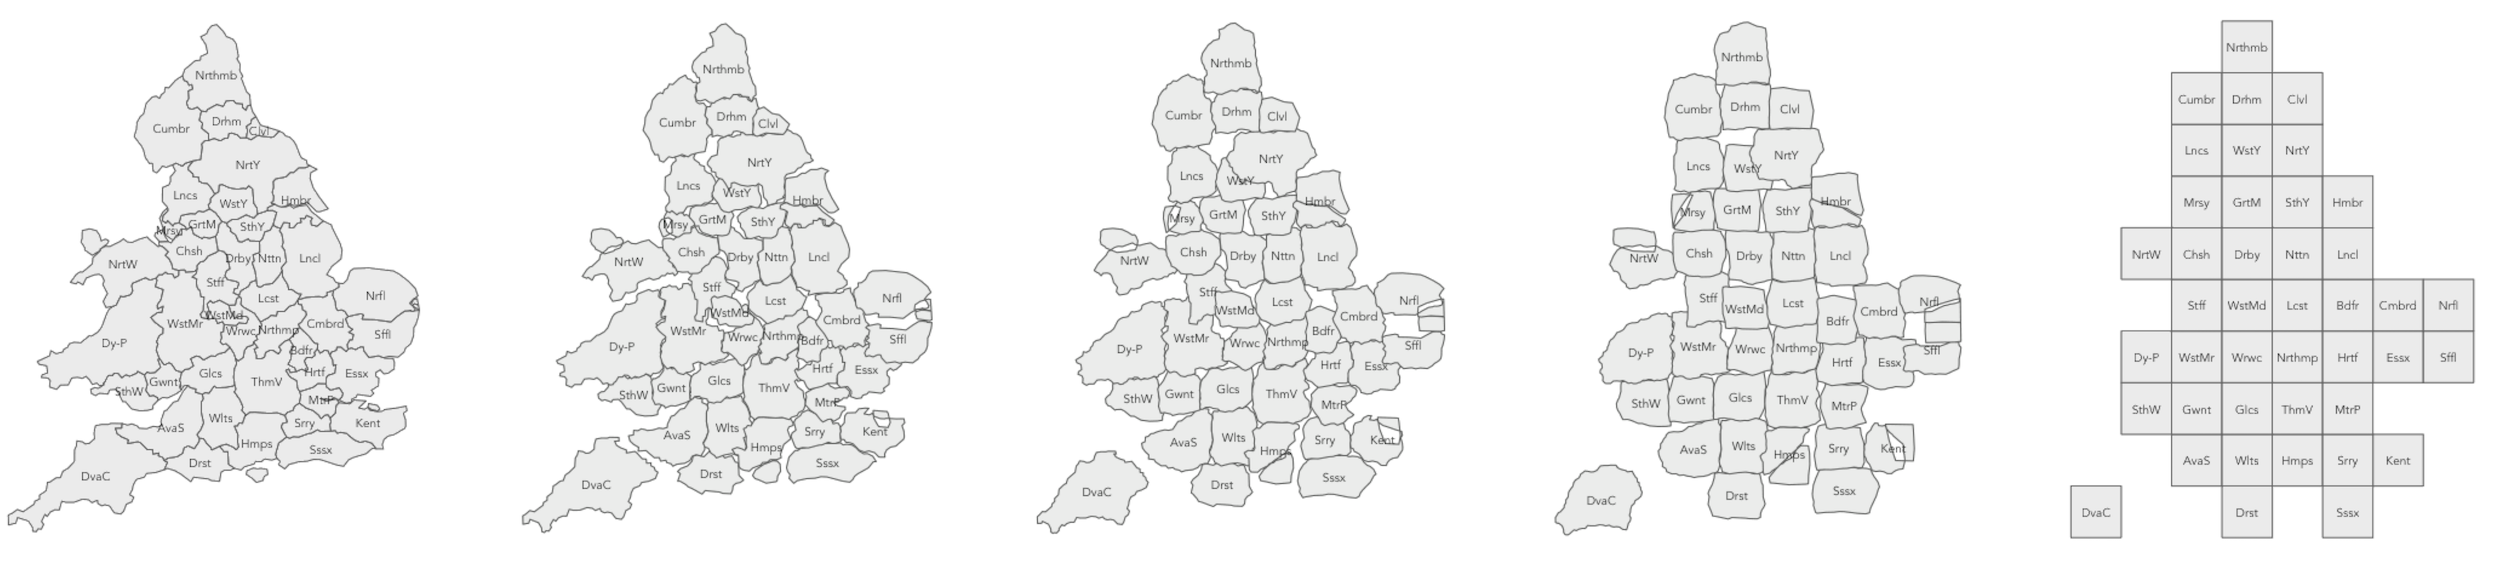 Nrthmb
Cumbr
Drhm
Clvl
NrtY
Lncs
WstY
Hmbr
Mrsy
GrtM
SthY
NrtW
Chsh
Drby
Nttn
Lncl
Stff
Lcst
Nrfl
WstMr
WstMd
Wrwc
Nrthmp
Cmbrd
Sffl
Dy-P
Bdfr
SthW
Gwnt
Glcs
ThmV
Hrtf
Essx
MtrP
AvaS
Wlts
Hmps
Srry
Kent
DvaC
Drst
Sssx
Nrthmb
Cumbr
Drhm
Clvl
NrtY
Lncs
WstY
Hmbr
Mrsy
GrtM
SthY
NrtW
Chsh
Drby
Nttn
Lncl
Stff
Lcst
Nrfl
WstMr
WstMd
Wrwc
Nrthmp
Bdfr
Cmbrd
Sffl
Dy-P
SthW
Gwnt
Glcs
ThmV
Hrtf
Essx
MtrP
AvaS
Wlts
Hmps
Srry
Kent
DvaC
Drst
Sssx
Nrthmb
Cumbr
Drhm
Clvl
NrtY
Lncs
WstY
Hmbr
Mrsy
GrtM
SthY
NrtW
Chsh
Drby
Nttn
Lncl
Stff
WstMd
Lcst
Cmbrd
Nrfl
Dy-P
WstMr
Wrwc
Nrthmp
Bdfr
Sffl
SthW
Gwnt
Glcs
ThmV
Hrtf
Essx
MtrP
AvaS
Wlts
Hmps
Srry
Kent
DvaC
Drst
Sssx
Nrthmb
Cumbr
Drhm
Clvl
Lncs
WstY
NrtY
Mrsy
GrtM
SthY
Hmbr
NrtW
Chsh
Drby
Nttn
Lncl
Stff
WstMd
Lcst
Bdfr
Cmbrd
Nrfl
Dy-P
WstMr
Wrwc
Nrthmp
Hrtf
Essx
Sffl
SthW
Gwnt
Glcs
ThmV
MtrP
AvaS
Wlts
Hmps
Srry
Kent
DvaC
Drst
Sssx
Nrthmb
Cumbr Drhm Clvl
Lncs WstY NrtY
Mrsy GrtM SthY Hmbr
NrtW Chsh Drby Nttn Lncl
Stff WstMd Lcst Bdfr Cmbrd Nrfl
Dy-P WstMr Wrwc Nrthmp Hrtf Essx Sffl
SthW Gwnt Glcs ThmV MtrP
AvaS Wlts Hmps Srry Kent
DvaC Drst Sssx